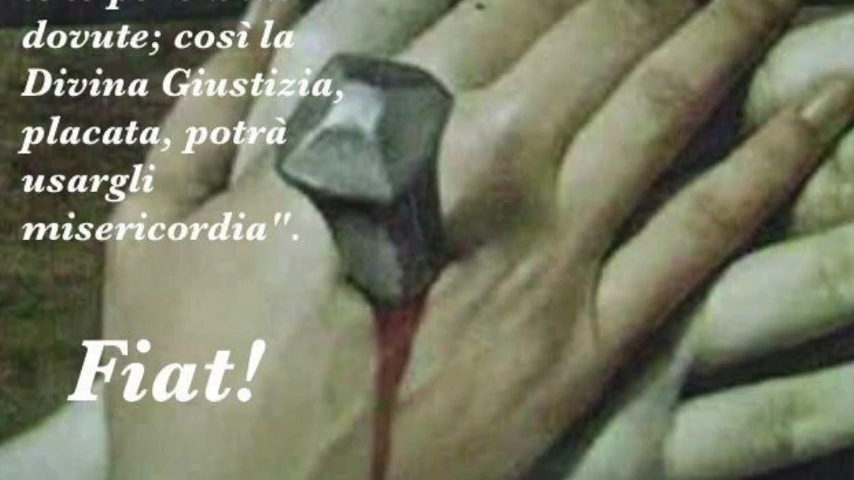 dovute; così la
Divina Giustizia,
placata, potrà
usargli
misericordia".
Fiat!